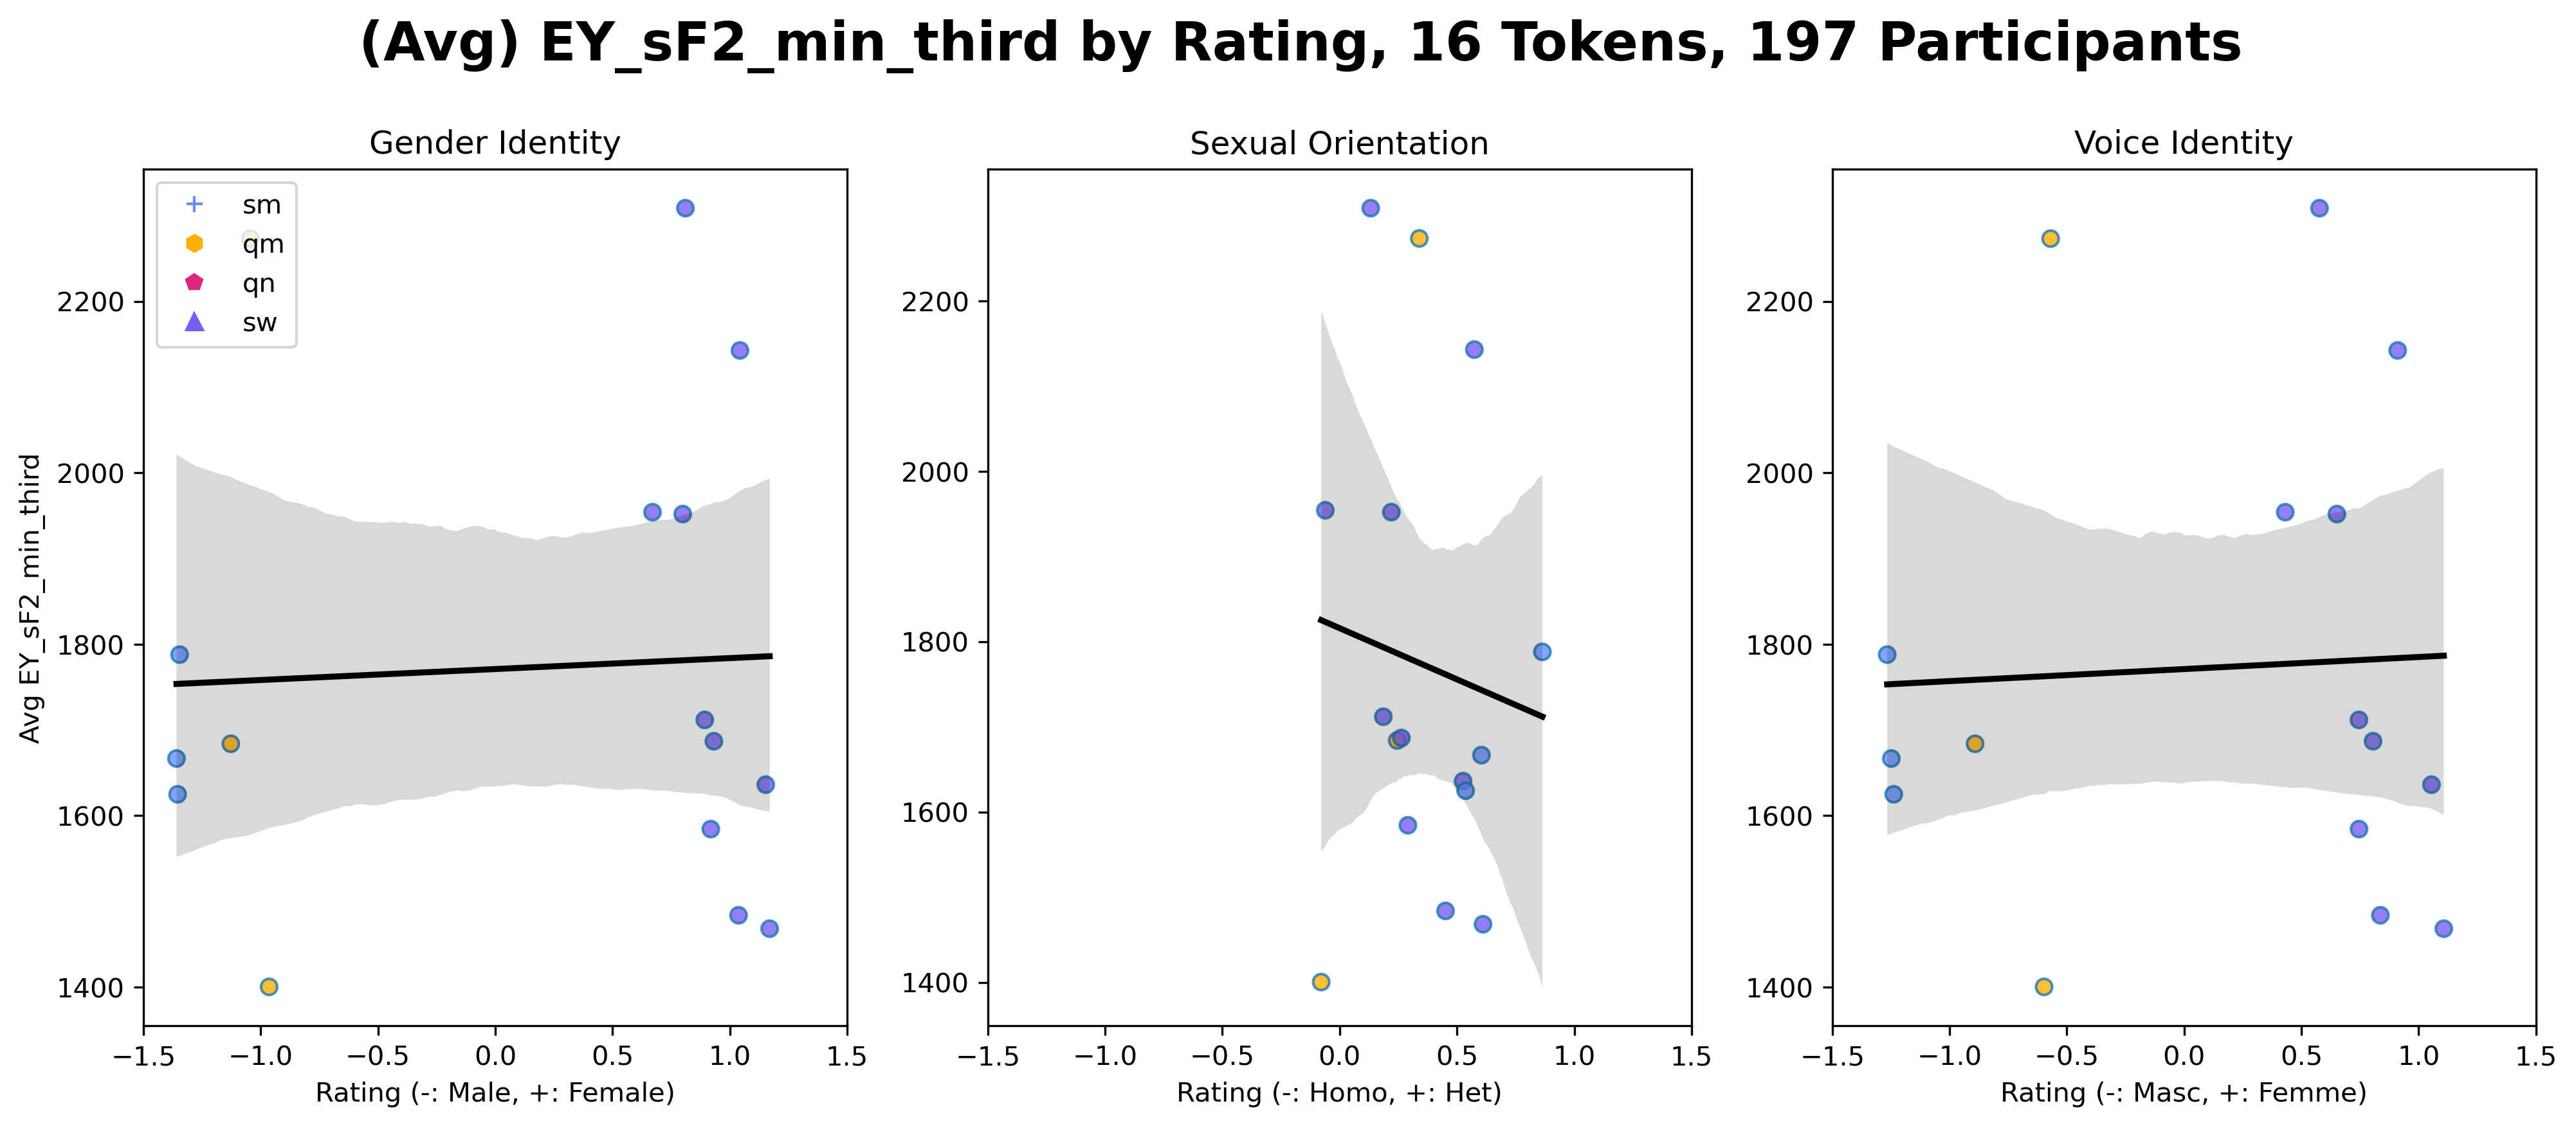 (Avg) EY_sF2_min_third by Rating, 16 Tokens, 197 Participants
Gender Identity
Sexual Orientation
Voice Identity
sm
qm
qn
sw
Avg EY_sF2_min_third
2200
2000
1800
1600
1400
−1.5 −1.0 −0.5 0.0 0.5 1.0 1.5
Rating (-: Male, +: Female)
2200
2000
1800
1600
1400
−1.5 −1.0 −0.5 0.0 0.5 1.0 1.5
Rating (-: Homo, +: Het)
2200
2000
1800
1600
1400
−1.5 −1.0 −0.5 0.0 0.5 1.0 1.5
Rating (-: Masc, +: Femme)